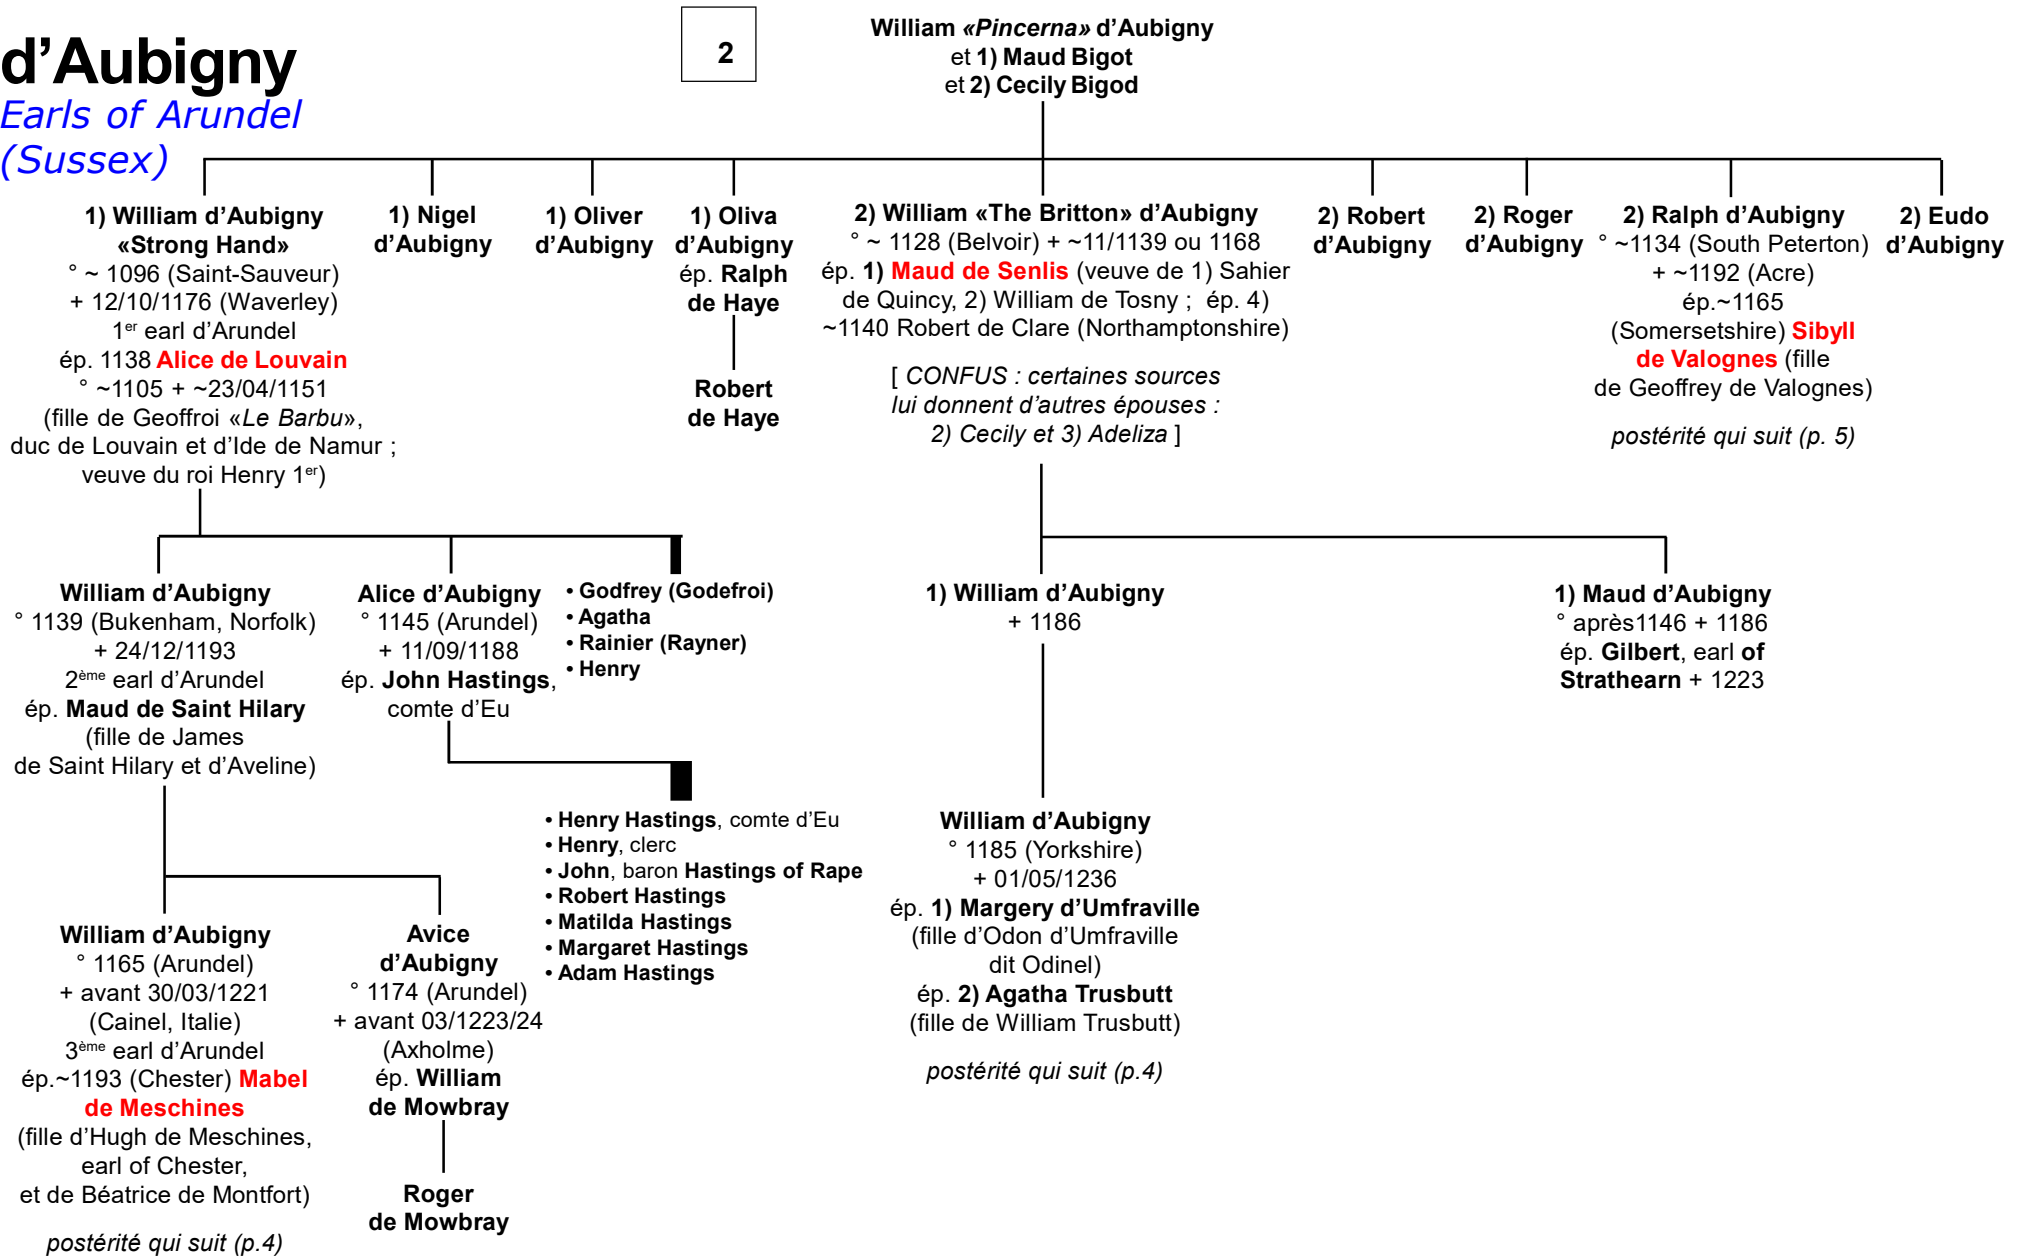 d’Aubigny
Earls of Arundel
(Sussex)
2
William «Pincerna» d’Aubigny
et 1) Maud Bigot
et 2) Cecily Bigod
1) William d’Aubigny
«Strong Hand»
° ~ 1096 (Saint-Sauveur)
+ 12/10/1176 (Waverley)
1er earl d’Arundel
ép. 1138 Alice de Louvain
° ~1105 + ~23/04/1151
(fille de Geoffroi «Le Barbu»,
duc de Louvain et d’Ide de Namur ;
veuve du roi Henry 1er)
1) Nigel
d’Aubigny
1) Oliver
d’Aubigny
1) Oliva
d’Aubigny
ép. Ralph
de Haye
Robert
de Haye
2) William «The Britton» d’Aubigny
° ~ 1128 (Belvoir) + ~11/1139 ou 1168
ép. 1) Maud de Senlis (veuve de 1) Sahier
de Quincy, 2) William de Tosny ; ép. 4)
~1140 Robert de Clare (Northamptonshire)
[ CONFUS : certaines sources
lui donnent d’autres épouses :
2) Cecily et 3) Adeliza ]
2) Robert
d’Aubigny
2) Roger
d’Aubigny
2) Ralph d’Aubigny
° ~1134 (South Peterton)
+ ~1192 (Acre)
ép.~1165
(Somersetshire) Sibyll
de Valognes (fille
de Geoffrey de Valognes)
postérité qui suit (p. 5)
2) Eudo
d’Aubigny
William d’Aubigny
° 1139 (Bukenham, Norfolk)
+ 24/12/1193
2ème earl d’Arundel
ép. Maud de Saint Hilary
(fille de James
de Saint Hilary et d’Aveline)
Alice d’Aubigny
° 1145 (Arundel)
+ 11/09/1188
ép. John Hastings,
comte d’Eu
• Godfrey (Godefroi)
• Agatha
• Rainier (Rayner)
• Henry
1) William d’Aubigny
+ 1186
1) Maud d’Aubigny
° après1146 + 1186
ép. Gilbert, earl of
Strathearn + 1223
• Henry Hastings, comte d’Eu
• Henry, clerc
• John, baron Hastings of Rape
• Robert Hastings
• Matilda Hastings
• Margaret Hastings
• Adam Hastings
William d’Aubigny
° 1185 (Yorkshire)
+ 01/05/1236
ép. 1) Margery d’Umfraville
(fille d’Odon d’Umfraville
dit Odinel)
ép. 2) Agatha Trusbutt
(fille de William Trusbutt)
postérité qui suit (p.4)
William d’Aubigny
° 1165 (Arundel)
+ avant 30/03/1221
(Cainel, Italie)
3ème earl d’Arundel
ép.~1193 (Chester) Mabel
de Meschines
(fille d’Hugh de Meschines,
earl of Chester,
et de Béatrice de Montfort)
postérité qui suit (p.4)
Avice
d’Aubigny
° 1174 (Arundel)
+ avant 03/1223/24
(Axholme)
ép. William
de Mowbray
Roger
de Mowbray